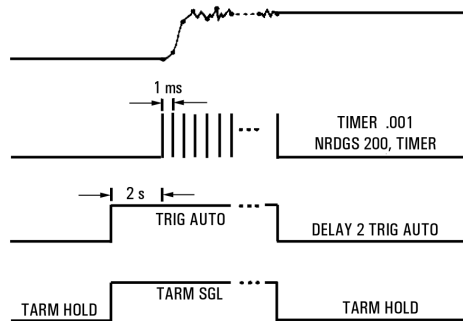 1 ms
TIMER .001
NRDGS 200, TIMER
2 s
TRIG AUTO
DELAY 2 TRIG AUTO
TARM HOLD
TARM SGL
TARM HOLD